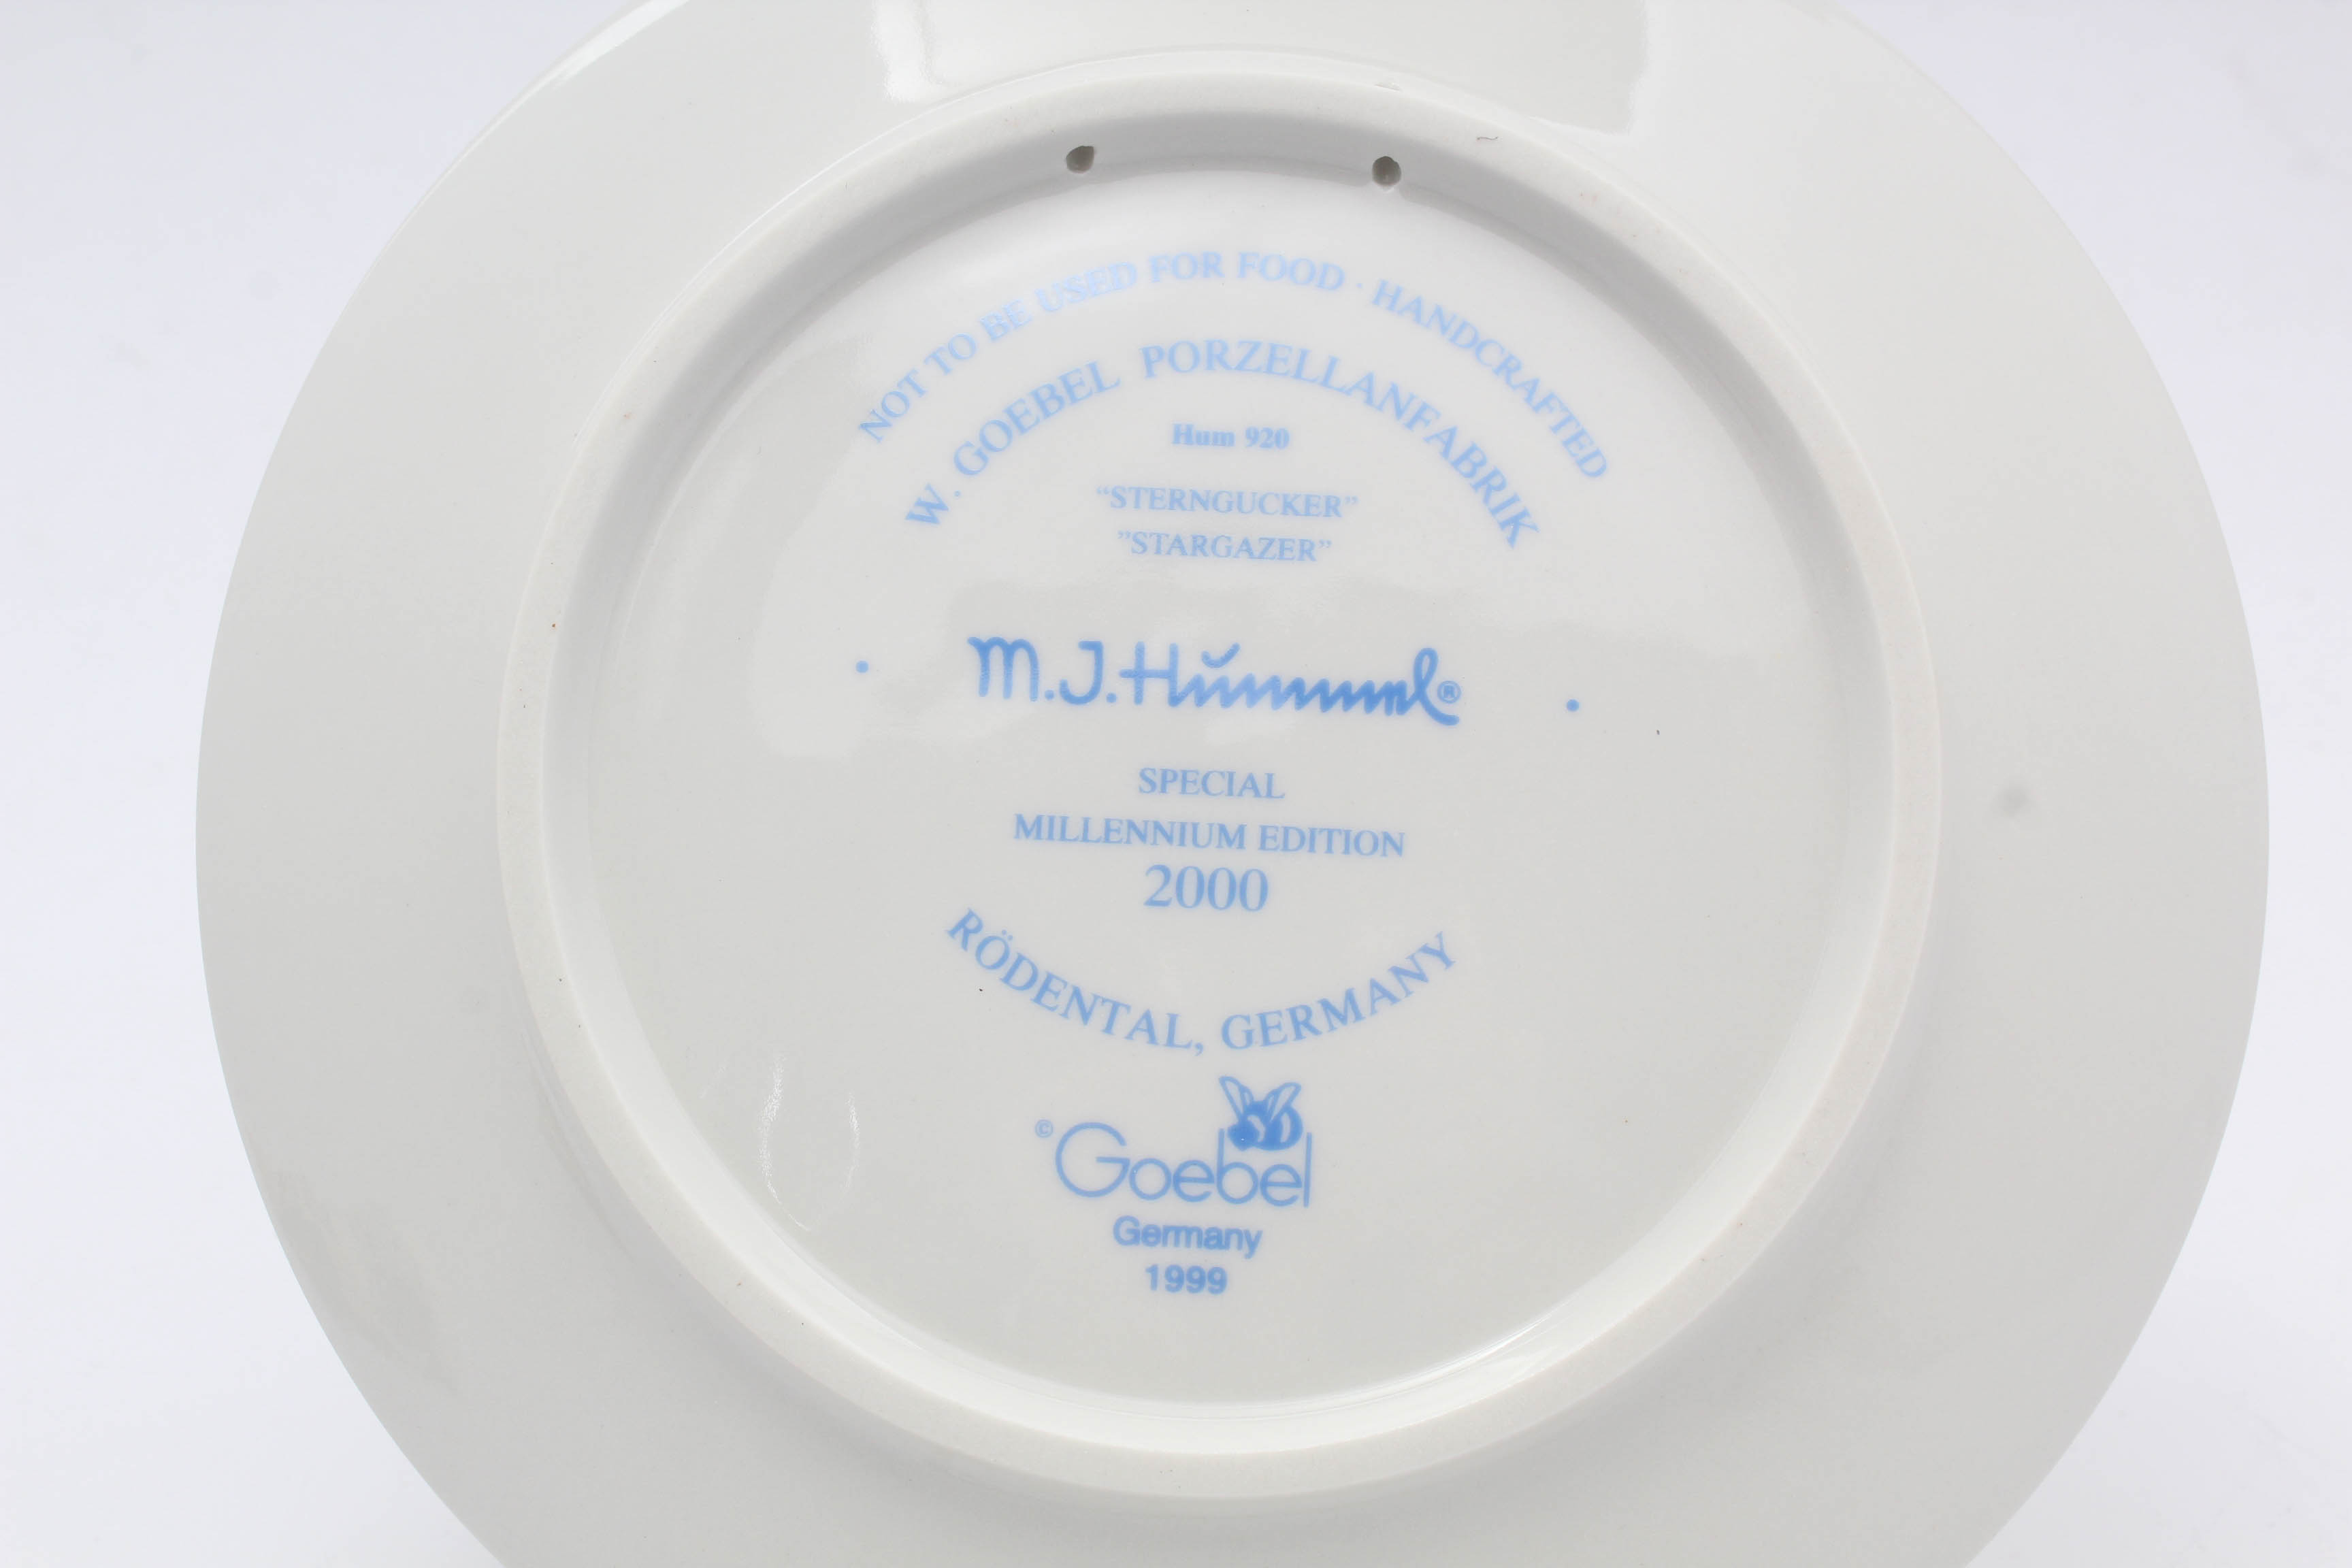 NOT TO BE USED FOR FOOD · HANDCRAFTED
W. GOEBEL PORZELLANFABRIK
Hum 920
“STERNGUCKER”
”STARGAZER”
M.J.Hummel®
SPECIAL
MILLENNIUM EDITION
2000
RÖDENTAL, GERMANY
©Goebel
Germany
1999